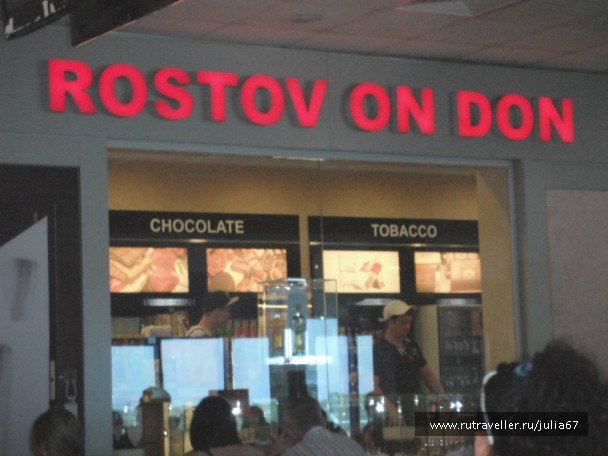 ROSTOV ON DON
CHOCOLATE
TOBACCO
www.rutraveller.ru/julia67